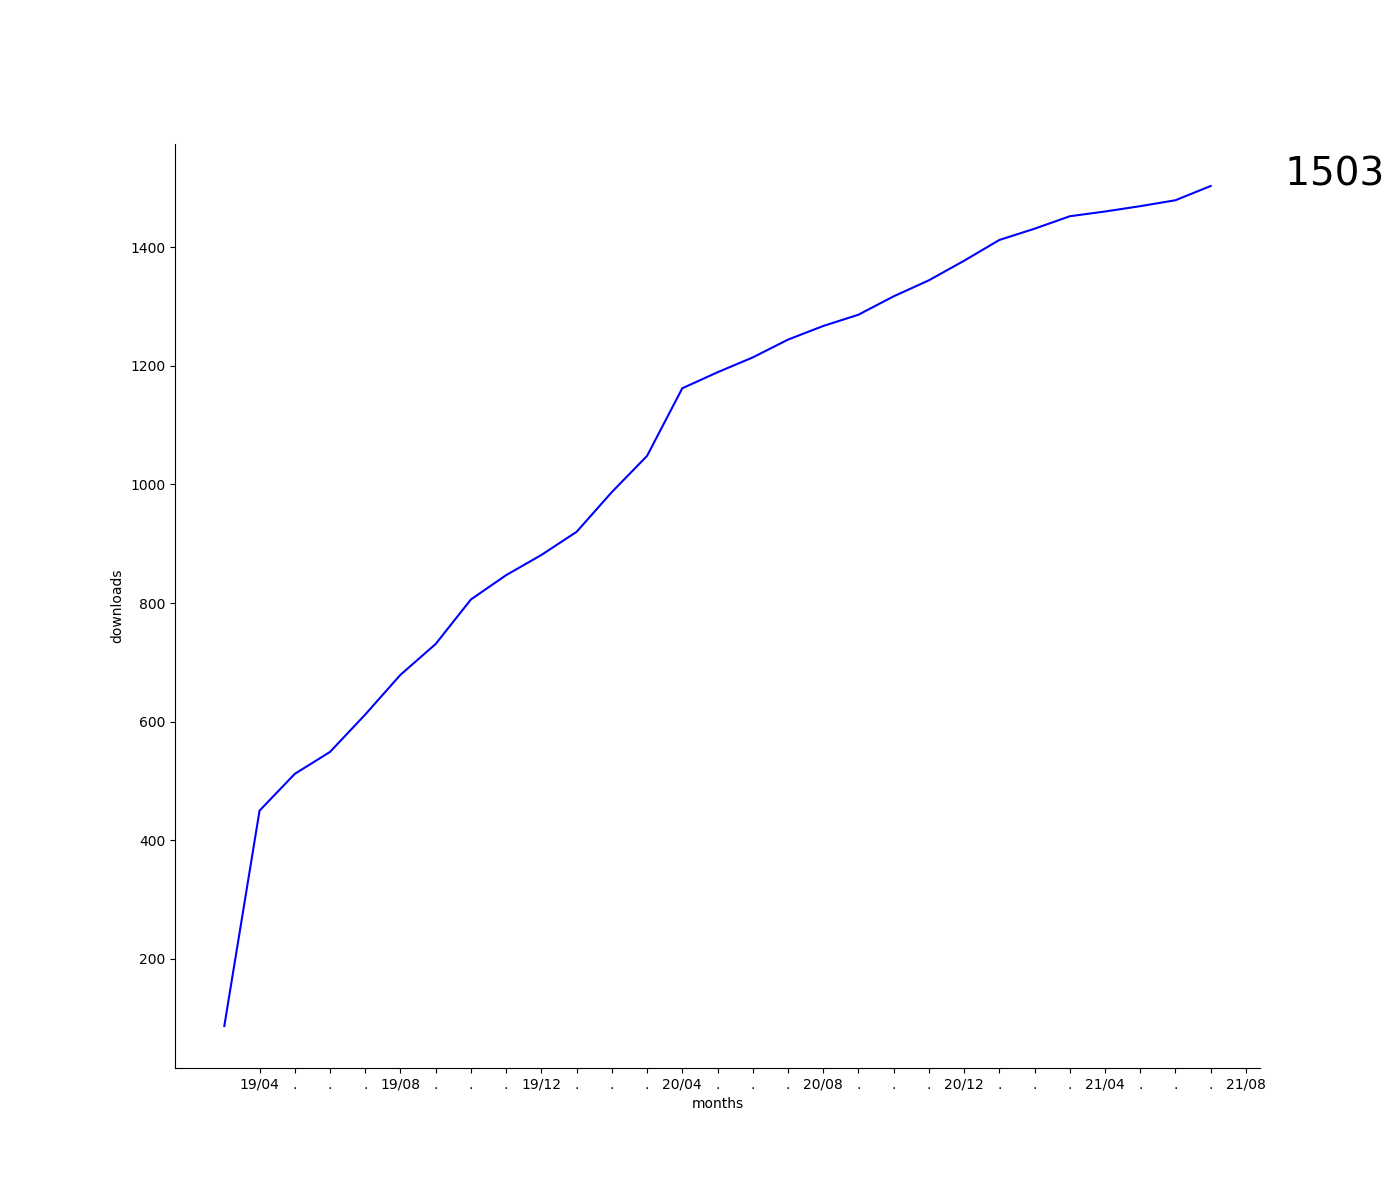 1503
1400
1200
1000
800
600
400
200
downloads
19/04 . . . 19/08 . . . 19/12 . . . 20/04 . . . 20/08 . . . 20/12 . . . 21/04 . . . 21/08
months